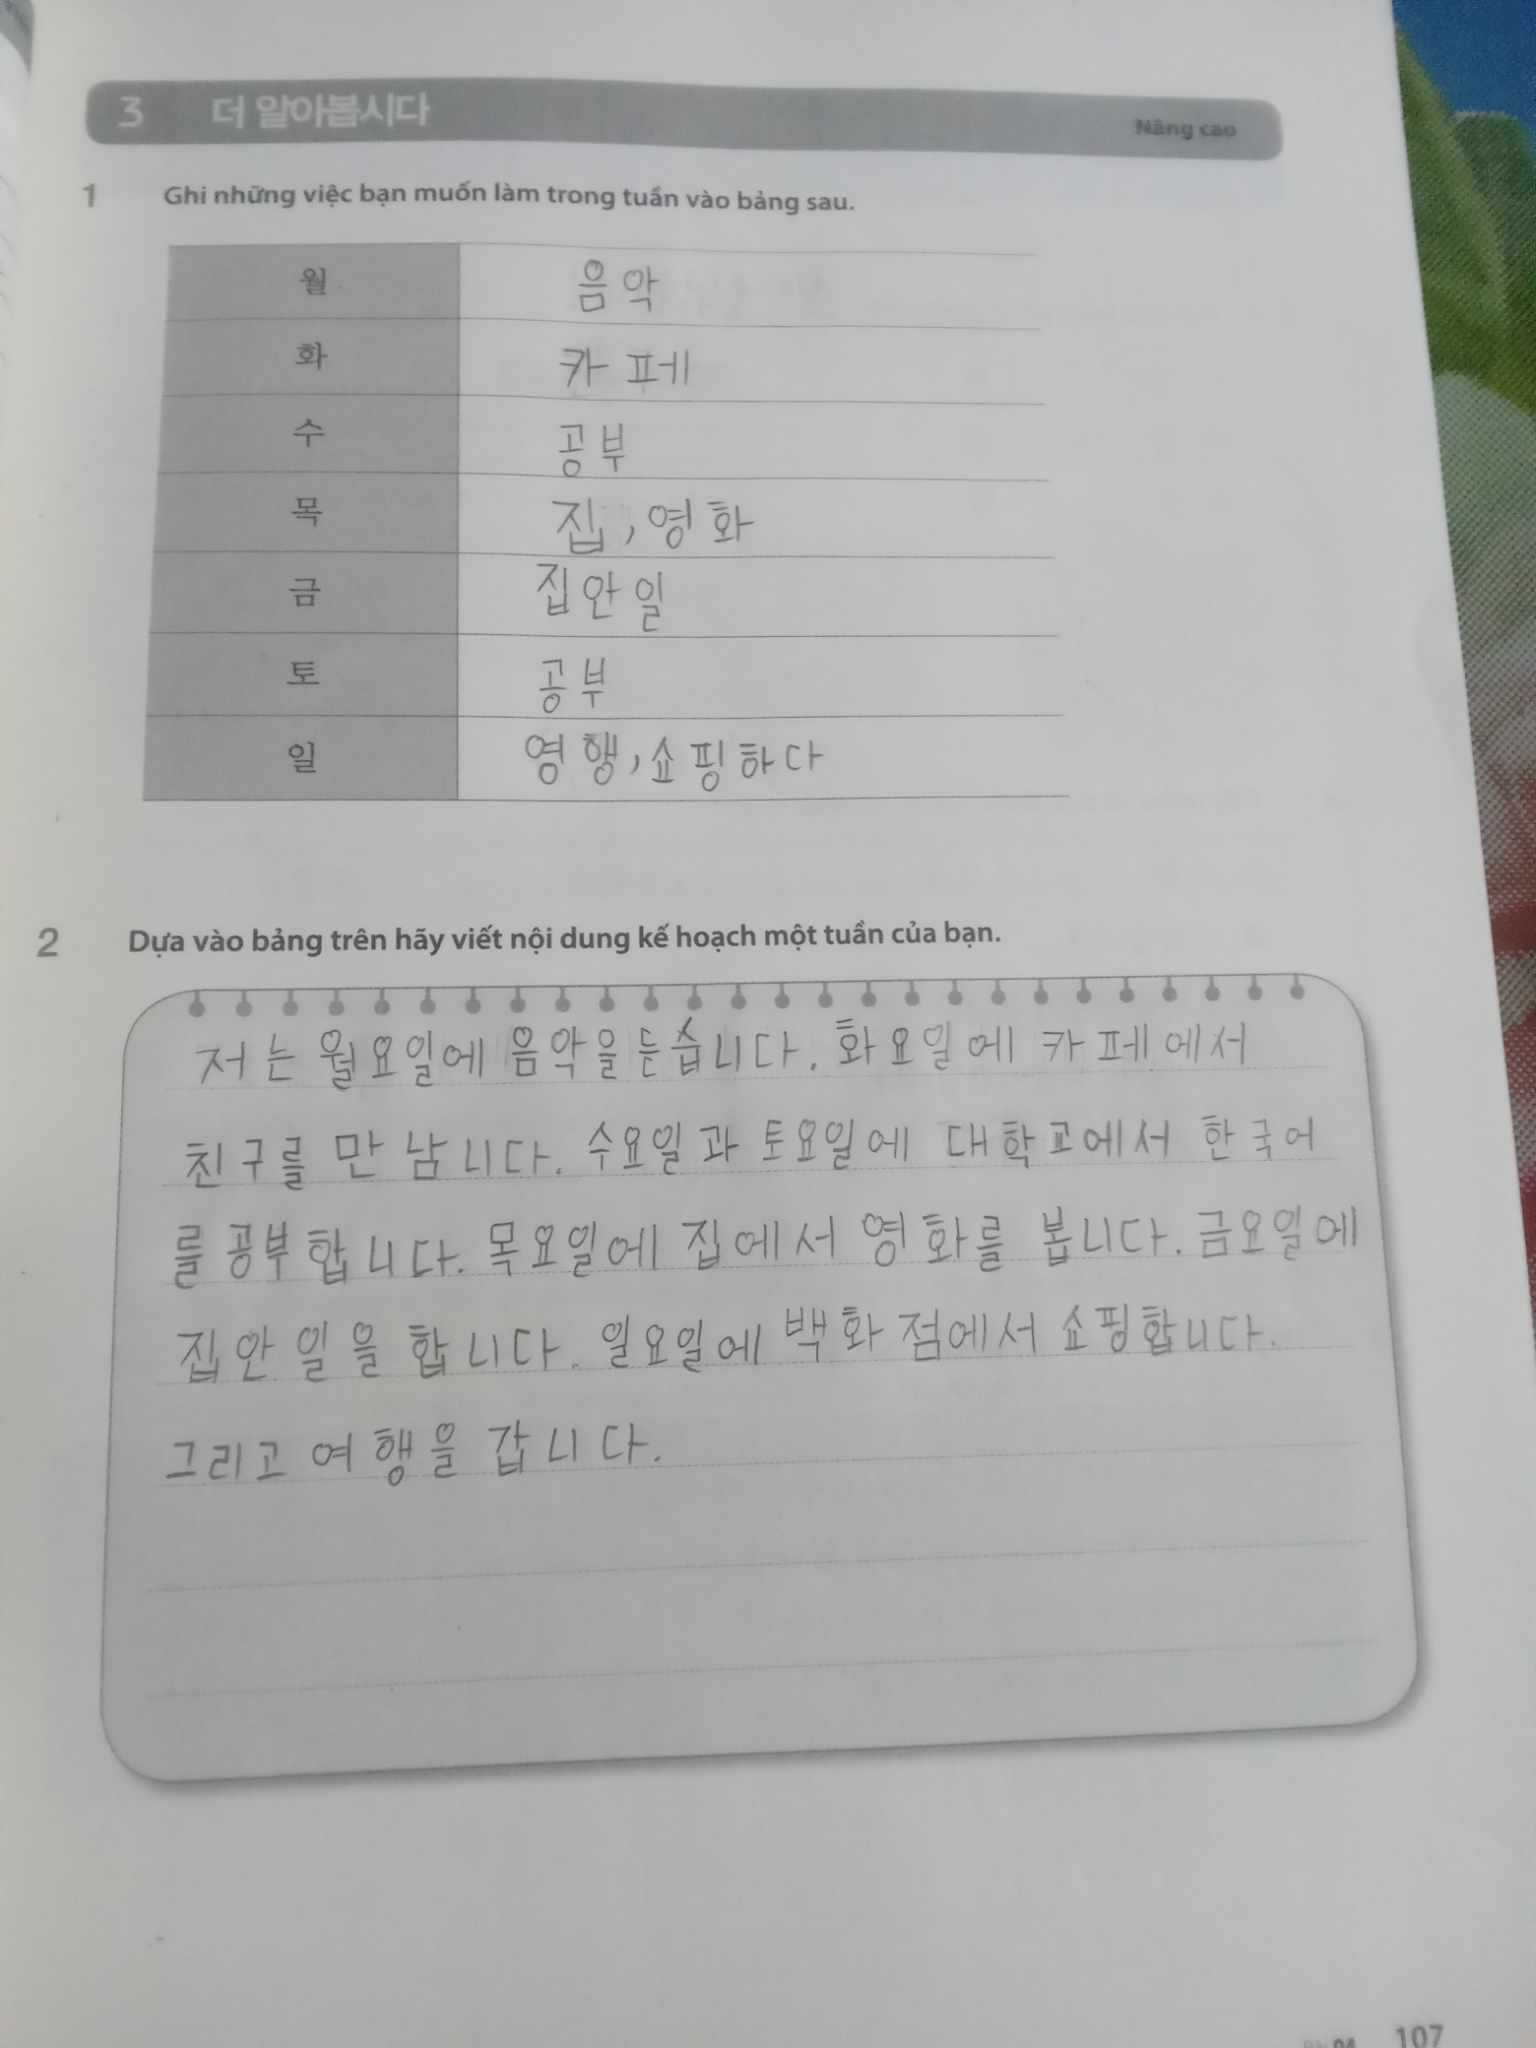 3 더 알아봅시다 Nâng cao
1 Ghi những việc bạn muốn làm trong tuần vào bảng sau.
월 음악
화 카페
수 공부
목 집, 영화
금 집안일
토 공부
일 영행, 쇼핑하다
2 Dựa vào bảng trên hãy viết nội dung kế hoạch một tuần của bạn.
저는 월요일에 음악을 듣습니다. 화요일에 카페에서
친구를 만납니다. 수요일과 토요일에 대학교에서 한국어
를 공부합니다. 목요일에 집에서 영화를 봅니다. 금요일에
집안일을 합니다. 일요일에 백화점에서 쇼핑합니다.
그리고 여행을 갑니다.
04 107